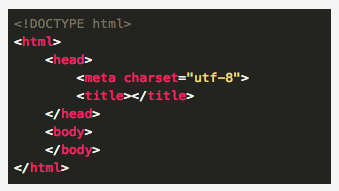 <!DOCTYPE html>
<html>
    <head>
        <meta charset="utf-8">
        <title></title>
    </head>
    <body>
    </body>
</html>